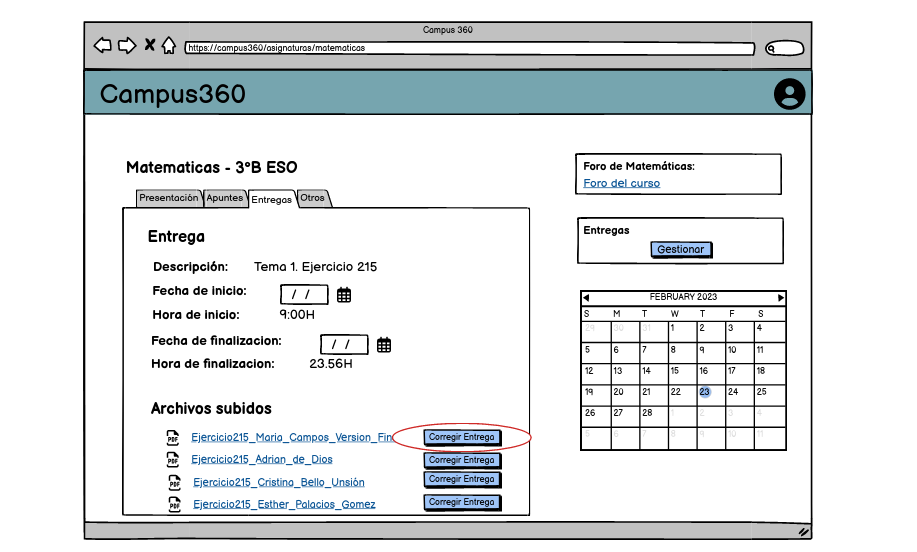 Campus 360
https://campus360/asignaturas/matematicas
Campus360
Matematicas - 3ºB ESO
Presentación Apuntes Entregas Otros
Entrega
Descripción: Tema 1. Ejercicio 215
Fecha de inicio: / /
Hora de inicio: 9:00H
Fecha de finalizacion: / /
Hora de finalizacion: 23.56H
Archivos subidos
PDF Ejercicio215_Maria_Campos_Version_Fin Corregir Entrega
PDF Ejercicio215_Adrian_de_Dios Corregir Entrega
PDF Ejercicio215_Cristina_Bello_Unsión Corregir Entrega
PDF Ejercicio215_Esther_Palacios_Gomez Corregir Entrega
Foro de Matemáticas:
Foro del curso
Entregas
Gestionar
FEBRUARY 2023
S M T W T F S
29 30 31 1 2 3 4
5 6 7 8 9 10 11
12 13 14 15 16 17 18
19 20 21 22 23 24 25
26 27 28 1 2 3 4
5 6 7 8 9 10 11